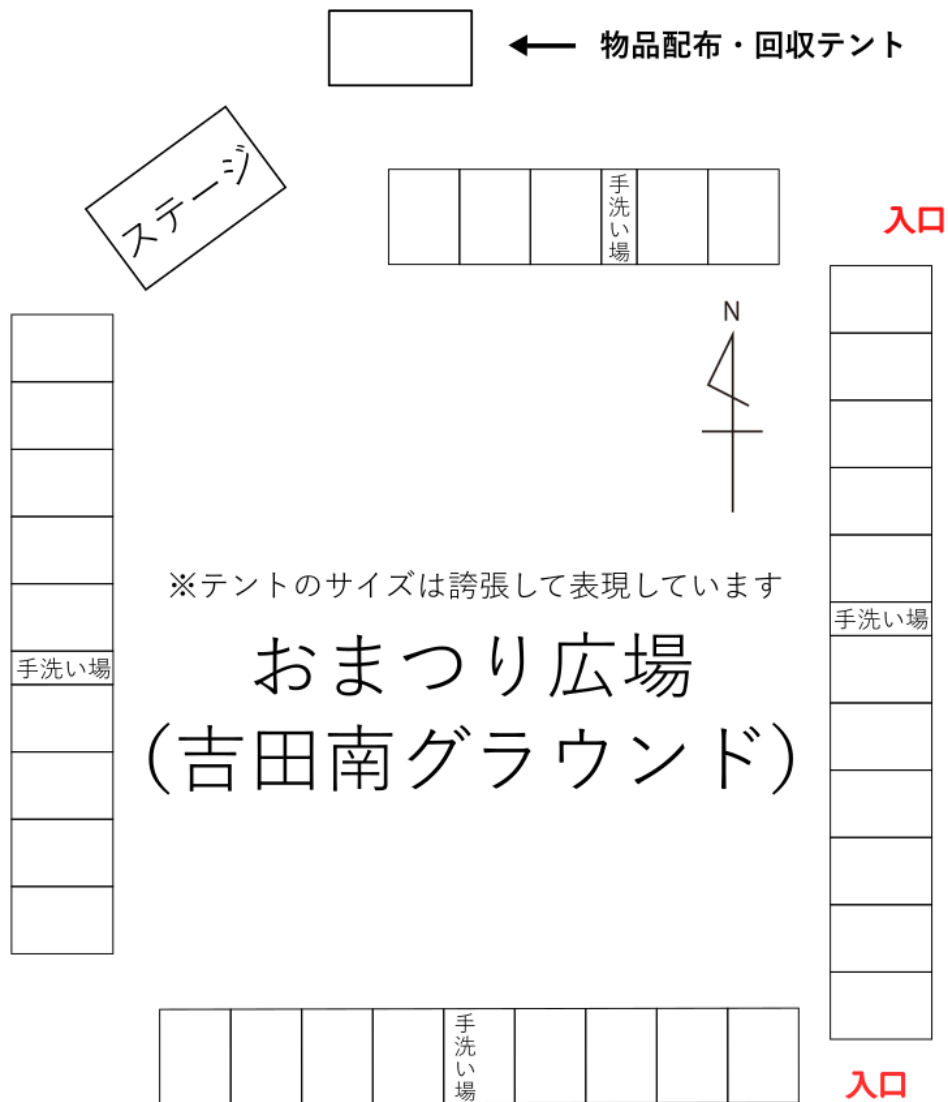 物品配布・回収テント
ステージ
手洗い場
入口
N
※テントのサイズは誇張して表現しています
手洗い場
おまつり広場
手洗い場
（吉田南グラウンド）
手洗い場
入口